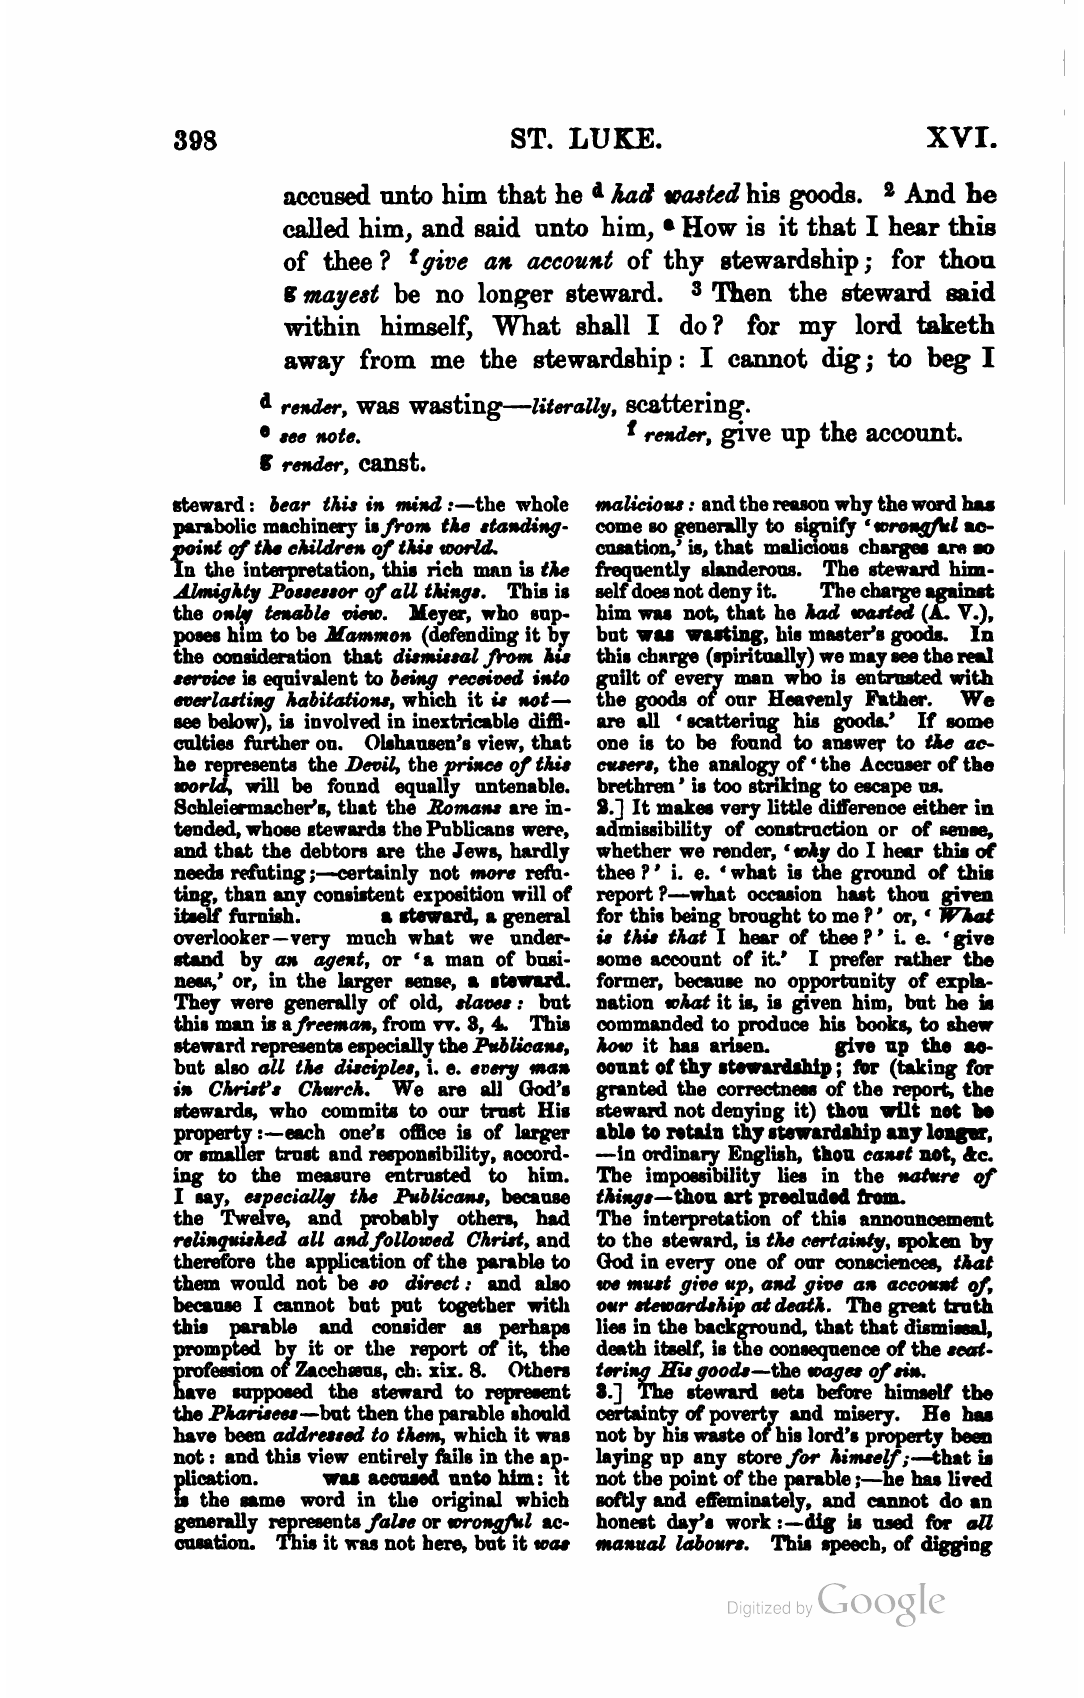 398 ST. LUKE. XVI.
accused unto him that he d had wasted his goods. 2 And he
called him, and said unto him, e How is it that I hear this
of thee? f give an account of thy stewardship; for thou
g mayest be no longer steward. 3 Then the steward said
within himself, What shall I do? for my lord taketh
away from me the stewardship: I cannot dig; to beg I
d render, was wasting—literally, scattering.
e see note. f render, give up the account.
g render, canst.
steward: bear this in mind:—the whole
parabolic machinery is from the standing-
point of the children of this world.
In the interpretation, this rich man is the
Almighty Possessor of all things. This is
the only tenable view. Meyer, who sup-
poses him to be Mammon (defending it by
the consideration that dismissal from his
service is equivalent to being received into
everlasting habitations, which it is not—
see below), is involved in inextricable diffi-
culties further on. Olshausen's view, that
he represents the Devil, the prince of this
world, will be found equally untenable.
Schleiermacher's, that the Romans are in-
tended, whose stewards the Publicans were,
and that the debtors are the Jews, hardly
needs refuting;—certainly not more refu-
ting, than any consistent exposition will of
itself furnish. a steward, a general
overlooker—very much what we under-
stand by an agent, or 'a man of busi-
ness,' or, in the larger sense, a steward.
They were generally of old, slaves: but
this man is a freeman, from vv. 3, 4. This
steward represents especially the Publicans,
but also all the disciples, i. e. every man
in Christ's Church. We are all God's
stewards, who commits to our trust His
property:—each one's office is of larger
or smaller trust and responsibility, accord-
ing to the measure entrusted to him.
I say, especially the Publicans, because
the Twelve, and probably others, had
relinquished all and followed Christ, and
therefore the application of the parable to
them would not be so direct: and also
because I cannot but put together with
this parable and consider as perhaps
prompted by it or the report of it, the
profession of Zacchæus, ch. xix. 8. Others
have supposed the steward to represent
the Pharisees—but then the parable should
have been addressed to them, which it was
not: and this view entirely fails in the ap-
plication. was accused unto him: it
is the same word in the original which
generally represents false or wrongful ac-
cusation. This it was not here, but it was
malicious: and the reason why the word has
come so generally to signify 'wrongful ac-
cusation,' is, that malicious charges are so
frequently slanderous. The steward him-
self does not deny it. The charge against
him was not, that he had wasted (A. V.),
but was wasting, his master's goods. In
this charge (spiritually) we may see the real
guilt of every man who is entrusted with
the goods of our Heavenly Father. We
are all 'scattering his goods.' If some
one is to be found to answer to the ac-
cusers, the analogy of 'the Accuser of the
brethren' is too striking to escape us.
2.] It makes very little difference either in
admissibility of construction or of sense,
whether we render, 'why do I hear this of
thee?' i. e. 'what is the ground of this
report?—what occasion hast thou given
for this being brought to me?' or, 'What
is this that I hear of thee?' i. e. 'give
some account of it.' I prefer rather the
former, because no opportunity of expla-
nation what it is, is given him, but he is
commanded to produce his books, to shew
how it has arisen. give up the ac-
count of thy stewardship; for (taking for
granted the correctness of the report, the
steward not denying it) thou wilt not be
able to retain thy stewardship any longer,
—in ordinary English, thou canst not, &c.
The impossibility lies in the nature of
things—thou art precluded from.
The interpretation of this announcement
to the steward, is the certainty, spoken by
God in every one of our consciences, that
we must give up, and give an account of,
our stewardship at death. The great truth
lies in the background, that that dismissal,
death itself, is the consequence of the scat-
tering His goods—the wages of sin.
3.] The steward sets before himself the
certainty of poverty and misery. He has
not by his waste of his lord's property been
laying up any store for himself;—that is
not the point of the parable;—he has lived
softly and effeminately, and cannot do an
honest day's work:—dig is used for all
manual labours. This speech, of digging
Digitized by Google